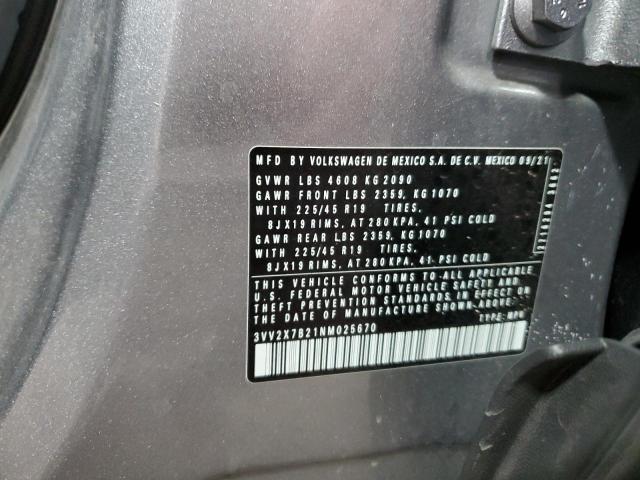 MFD BY VOLKSWAGEN DE MEXICO S.A. DE C.V. MEXICO 09/21
GVWR LBS 4608 KG 2090
GAWR FRONT LBS 2359, KG 1070
WITH 225/45 R19 TIRES.
8JX19 RIMS, AT 280 KPA, 41 PSI COLD
GAWR REAR LBS 2359, KG 1070
WITH 225/45 R19 TIRES.
8JX19 RIMS, AT 280 KPA, 41 PSI COLD
THIS VEHICLE CONFORMS TO ALL APPLICABLE
U.S. FEDERAL MOTOR VEHICLE SAFETY AND
THEFT PREVENTION STANDARDS IN EFFECT ON
THE DATE OF MANUFACTURE SHOWN ABOVE.
TYPE: MPV
3VV2X7B21NM025670